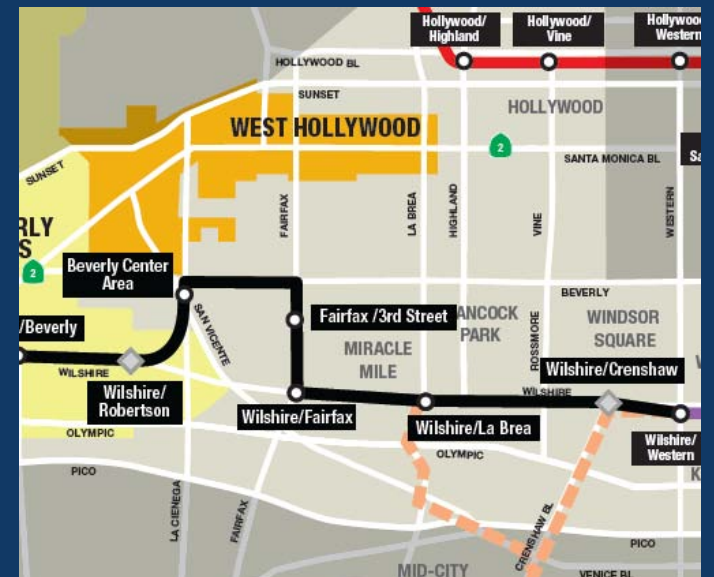 Hollywood/
Highland
Hollywood/
Vine
Hollywood
Western
HOLLYWOOD BL
SUNSET
HOLLYWOOD
WEST HOLLYWOOD
2
SANTA MONICA BL
Sa
SUNSET
FAIRFAX
LA BREA
HIGHLAND
VINE
WESTERN
RLY
S
2
Beverly Center
Area
BEVERLY
SAN VICENTE
/Beverly
Fairfax /3rd Street
ANCOCK
PARK
ROSSMORE
WINDSOR
SQUARE
W
MIRACLE
MILE
Wilshire/Crenshaw
WILSHIRE
Wilshire/
Robertson
Wilshire/Fairfax
WILSHIRE
Wilshire/La Brea
Wilshire/
Western
OLYMPIC
OLYMPIC
K
PICO
LA CIENEGA
FAIRFAX
CRENSHAW BL
PICO
MID-CITY
VENICE BL